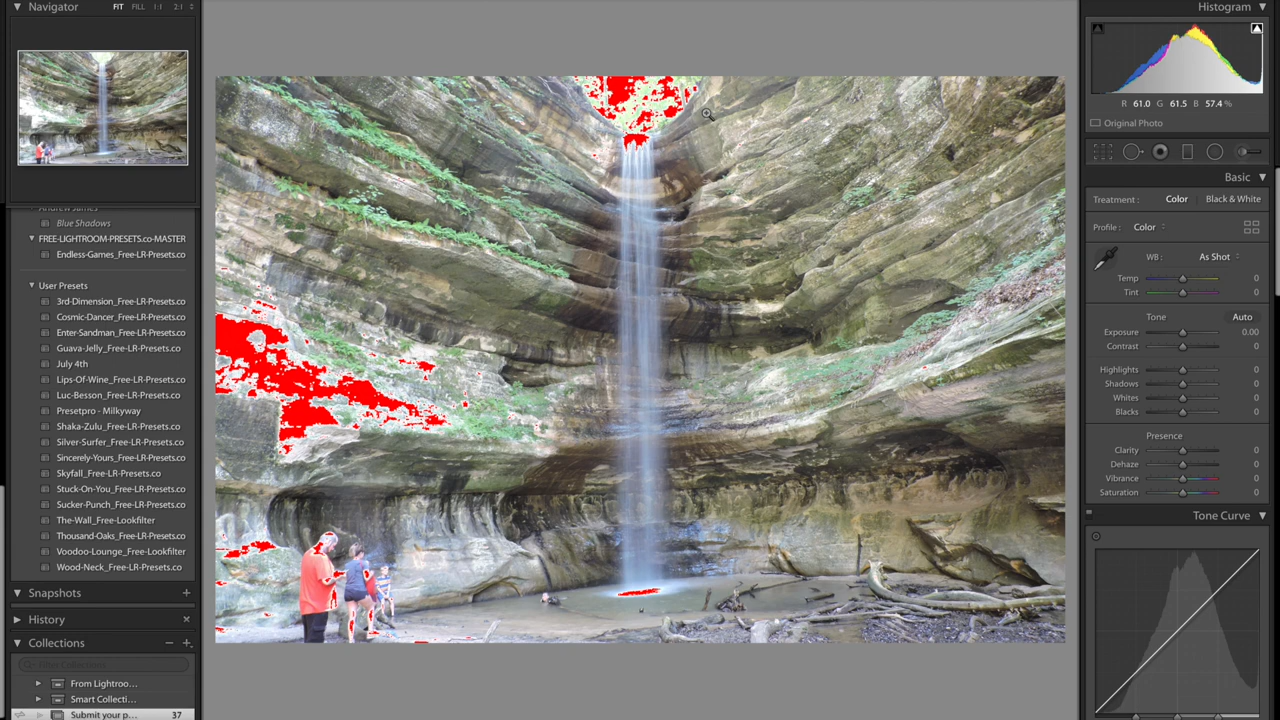 Navigator FIT FILL 1:1 2:1
Andrew James
Blue Shadows
FREE-LIGHTROOM-PRESETS.co-MASTER
Endless-Games_Free-LR-Presets.co
User Presets
3rd-Dimension_Free-LR-Presets.co
Cosmic-Dancer_Free-LR-Presets.co
Enter-Sandman_Free-LR-Presets.co
Guava-Jelly_Free-LR-Presets.co
July 4th
Lips-Of-Wine_Free-LR-Presets.co
Luc-Besson_Free-LR-Presets.co
Presetpro - Milkyway
Shaka-Zulu_Free-LR-Presets.co
Silver-Surfer_Free-LR-Presets.co
Sincerely-Yours_Free-LR-Presets.co
Skyfall_Free-LR-Presets.co
Stuck-On-You_Free-LR-Presets.co
Sucker-Punch_Free-LR-Presets.co
The-Wall_Free-Lookfilter
Thousand-Oaks_Free-LR-Presets.co
Voodoo-Lounge_Free-Lookfilter
Wood-Neck_Free-LR-Presets.co
Snapshots +
History ×
Collections − +
Filter Collections
From Lightroo...
Smart Collecti...
Submit your p... 37
Histogram
R 61.0 G 61.5 B 57.4 %
Original Photo
Basic
Treatment : Color Black & White
Profile : Color
WB : As Shot
Temp 0
Tint 0
Tone Auto
Exposure 0.00
Contrast 0
Highlights 0
Shadows 0
Whites 0
Blacks 0
Presence
Clarity 0
Dehaze 0
Vibrance 0
Saturation 0
Tone Curve